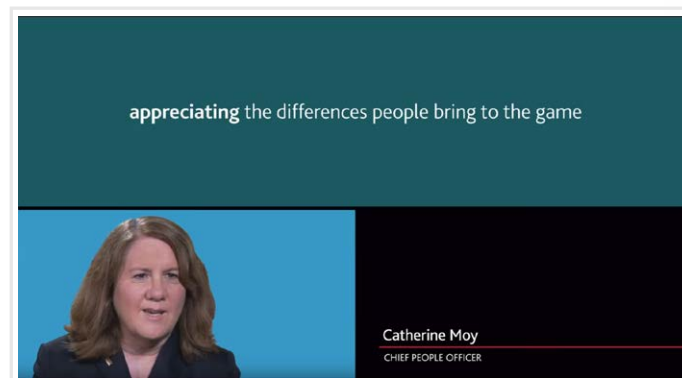 appreciating the differences people bring to the game
Catherine Moy
CHIEF PEOPLE OFFICER